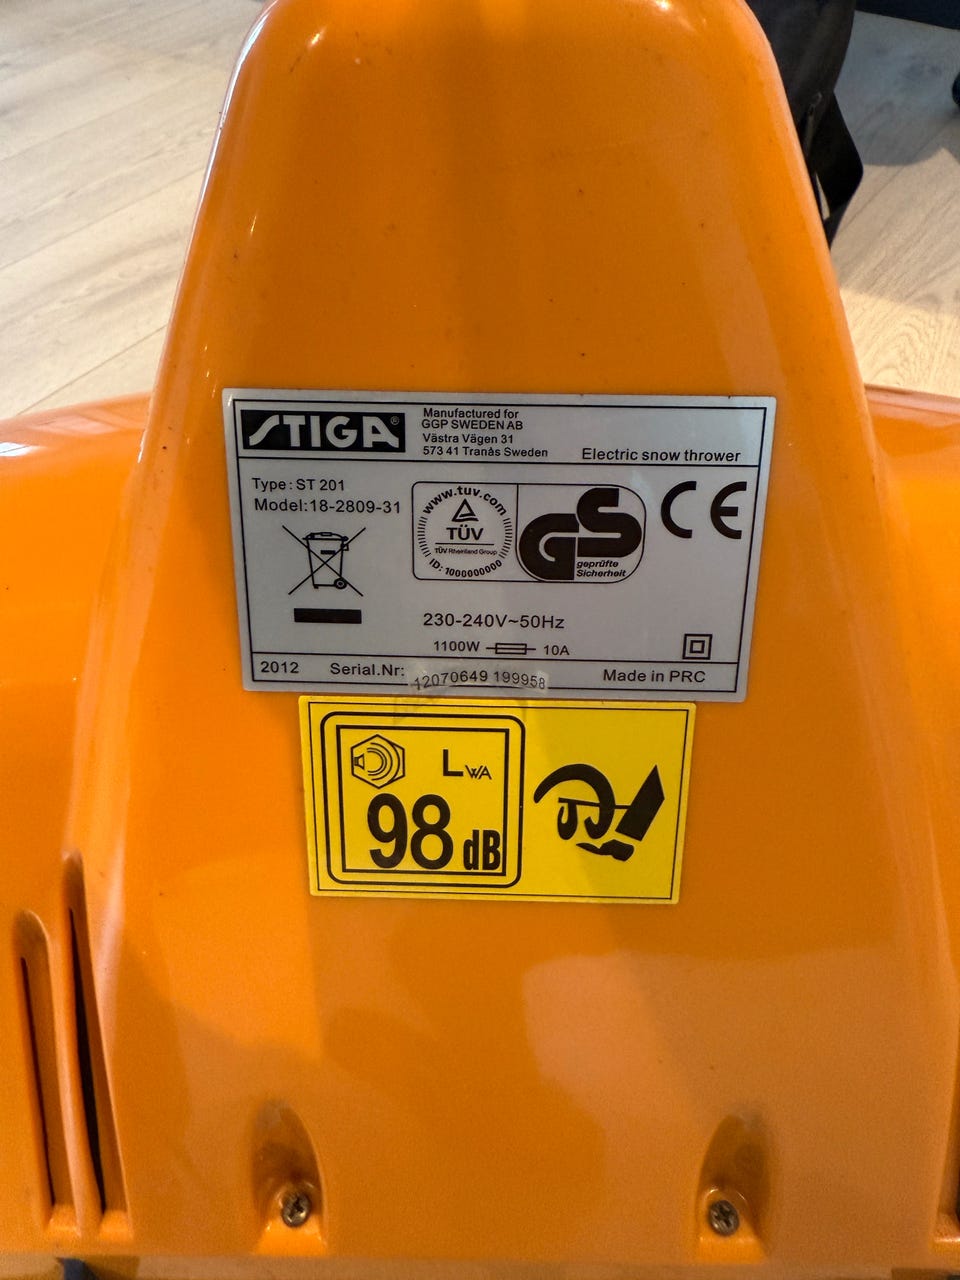 STIGA®
Manufactured for
GGP SWEDEN AB
Västra Vägen 31
573 41 Tranås Sweden
Electric snow thrower
Type: ST 201
Model:18-2809-31
www.tuv.com
TÜV
TÜV Rheinland Group
ID: 1000000000
GS
geprüfte
Sicherheit
CE
230-240V~50Hz
1100W 10A
2012 Serial.Nr: 12070649 199958 Made in PRC
LWA
98 dB